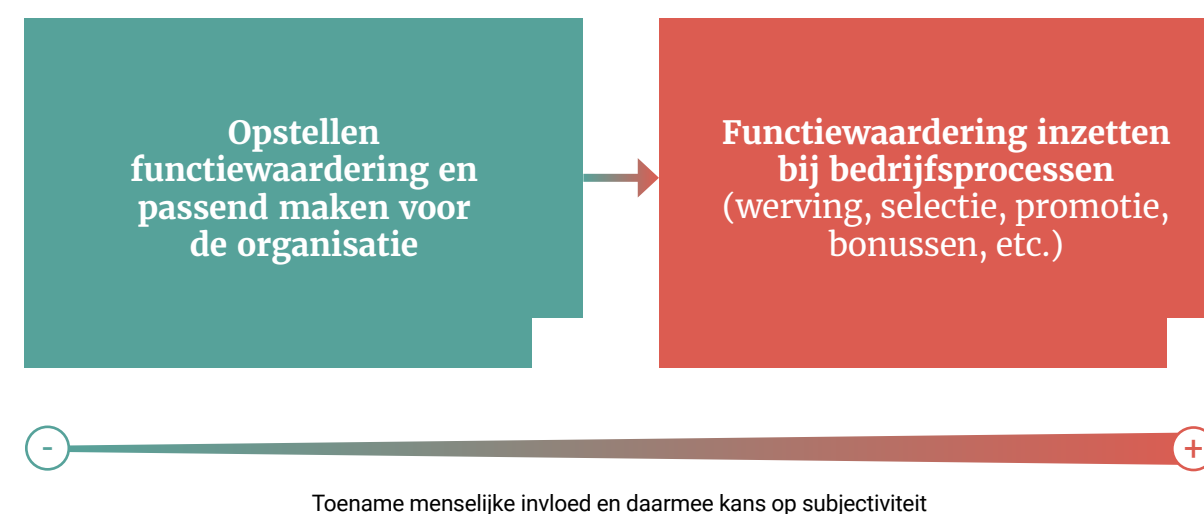 Opstellen
functiewaardering en
passend maken voor
de organisatie
Functiewaardering inzetten
bij bedrijfsprocessen
(werving, selectie, promotie,
bonussen, etc.)
-
+
Toename menselijke invloed en daarmee kans op subjectiviteit